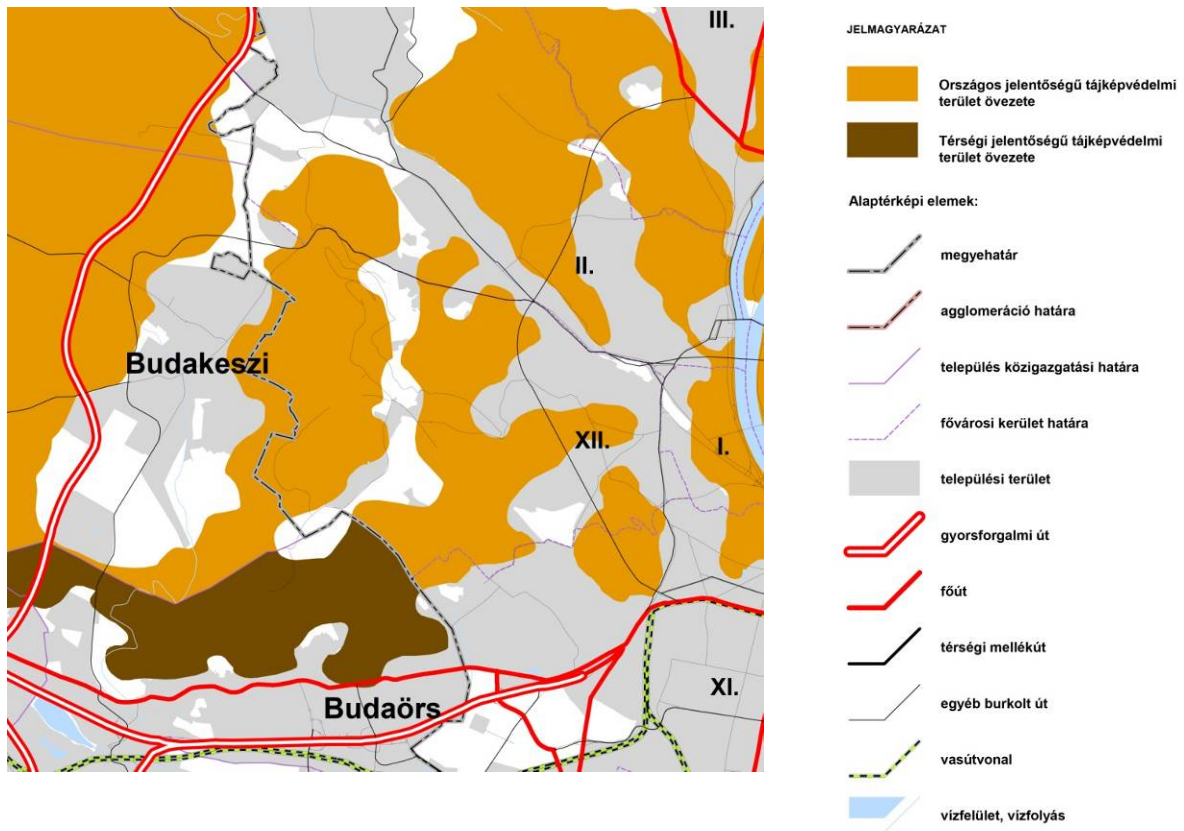 III.
II.
Budakeszi
XII.
I.
XI.
Budaörs
JELMAGYARÁZAT
Országos jelentőségű tájképvédelmi
terület övezete
Térségi jelentőségű tájképvédelmi
terület övezete
Alaptérképi elemek:
megyehatár
agglomeráció határa
település közigazgatási határa
fővárosi kerület határa
települési terület
gyorsforgalmi út
főút
térségi mellékút
egyéb burkolt út
vasútvonal
vízfelület, vízfolyás